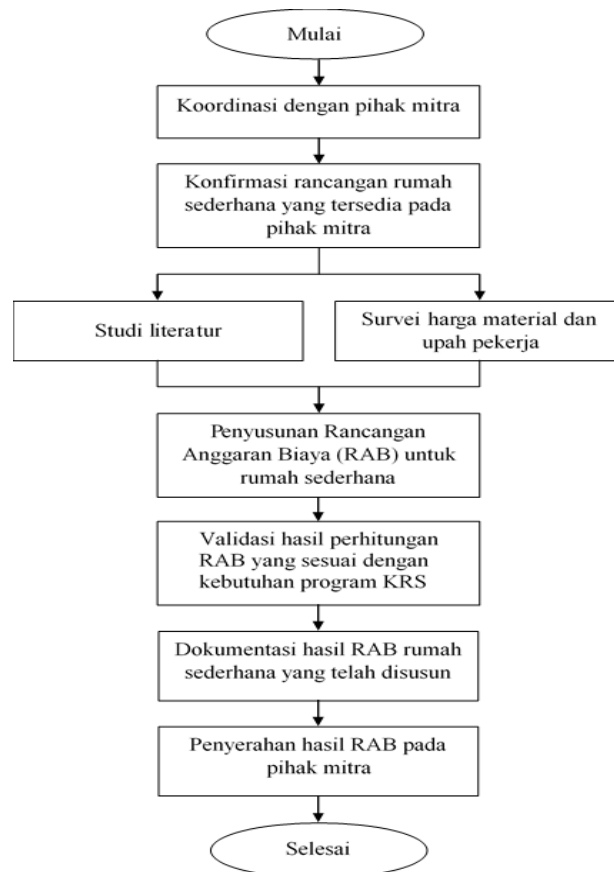 Mulai
Koordinasi dengan pihak mitra
Konfirmasi rancangan rumah
sederhana yang tersedia pada
pihak mitra
Studi literatur
Survei harga material dan
upah pekerja
Penyusunan Rancangan
Anggaran Biaya (RAB) untuk
rumah sederhana
Validasi hasil perhitungan
RAB yang sesuai dengan
kebutuhan program KRS
Dokumentasi hasil RAB rumah
sederhana yang telah disusun
Penyerahan hasil RAB pada
pihak mitra
Selesai